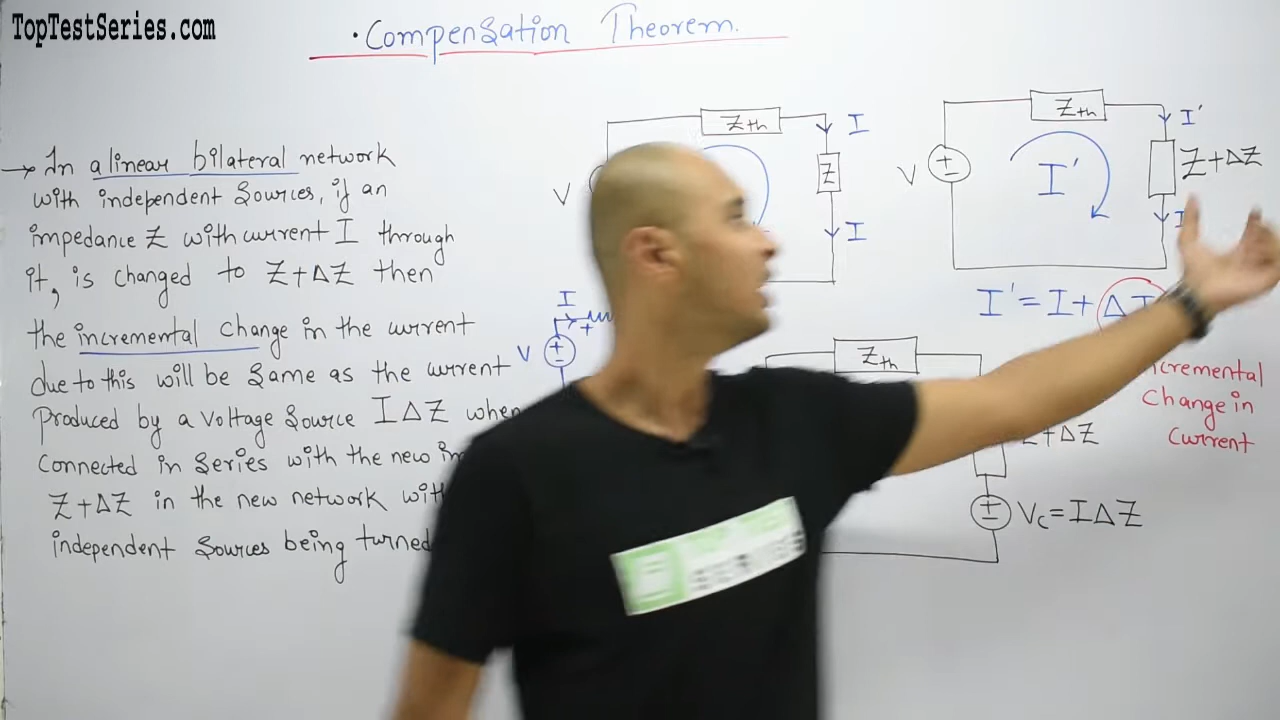 TopTestSeries.com
• Compensation Theorem.
→ In a linear bilateral network
with independent Sources, if an
impedance Z with current I through
it, is changed to Z+ΔZ then
the incremental change in the current
due to this will be same as the current
Produced by a voltage source IΔZ when
Connected in Series with the new
Z+ΔZ in the new network
independent Sources being turned
Zth
I
Z
V
I
I
+
V
Zth
I'
V
I'
Z+ΔZ
I' = I + Δ
incremental
Change in
Current
Zth
Z+ΔZ
Vc = IΔZ
SERIES